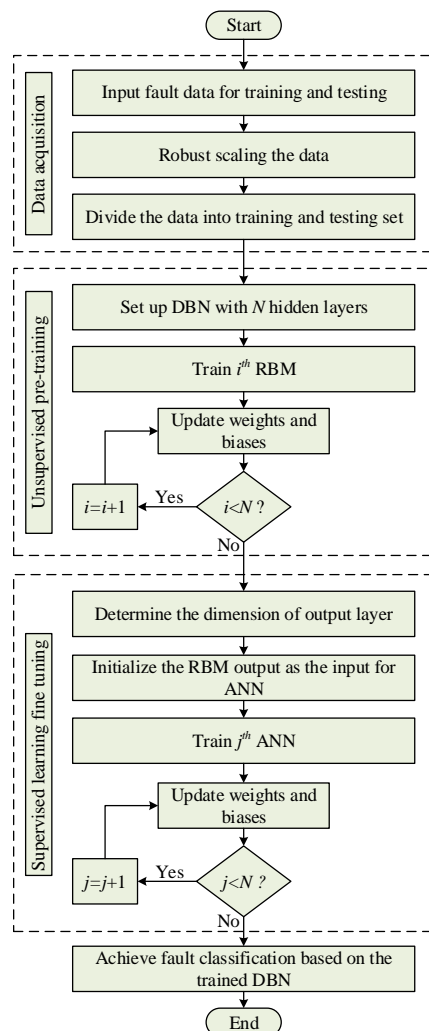 Start
Data acquisition
Input fault data for training and testing
Robust scaling the data
Divide the data into training and testing set
Unsupervised pre-training
Set up DBN with N hidden layers
Train i^th RBM
Update weights and
biases
i=i+1
Yes
i<N ?
No
Supervised learning fine tuning
Determine the dimension of output layer
Initialize the RBM output as the input for
ANN
Train j^th ANN
Update weights and
biases
j=j+1
Yes
j<N ?
No
Achieve fault classification based on the
trained DBN
End